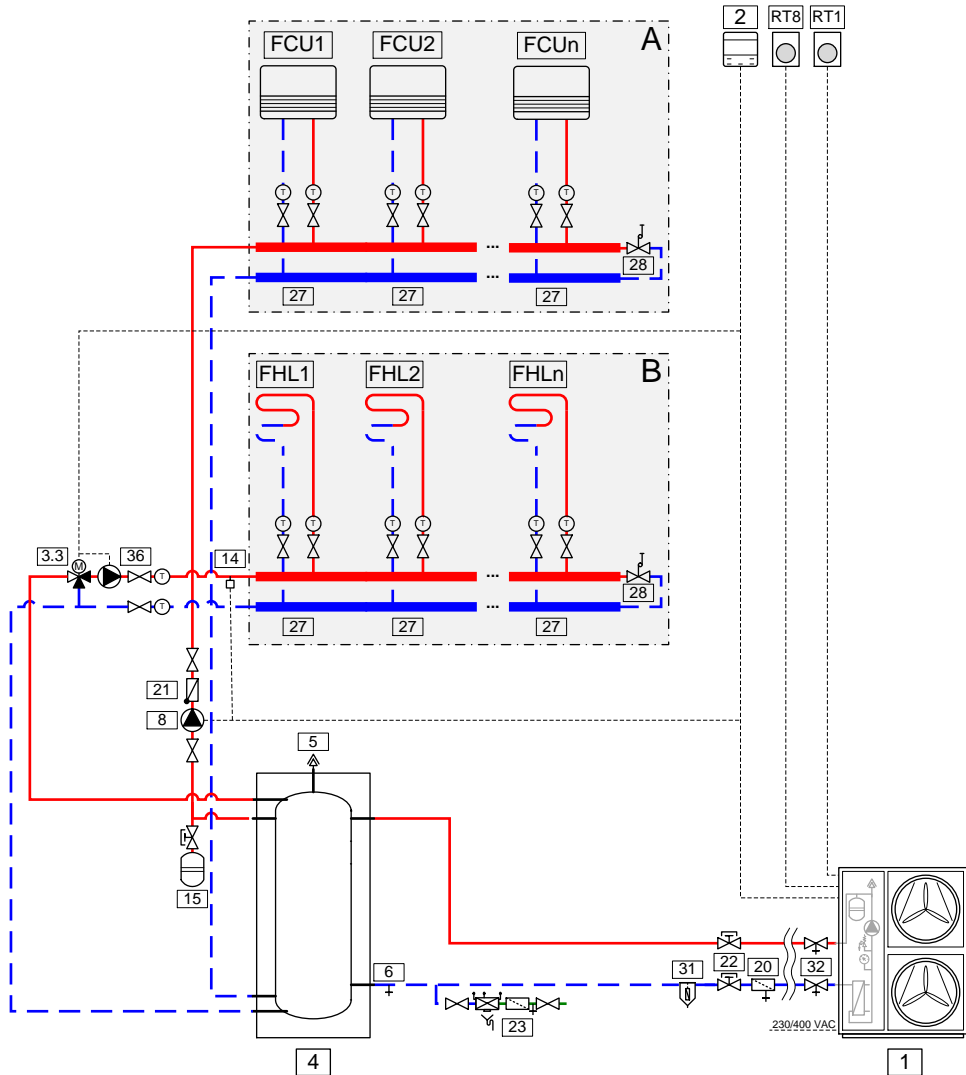 2 RT8 RT1
A
FCU1 FCU2 FCUn
T T T T T T
... 28
...
27 27 27
B
FHL1 FHL2 FHLn
T T T T T T
3.3 M 36 T 14
...
T ... 28
27 27 27
21
8
5
15
6 31 22 20 32
23
230/400 VAC
4 1